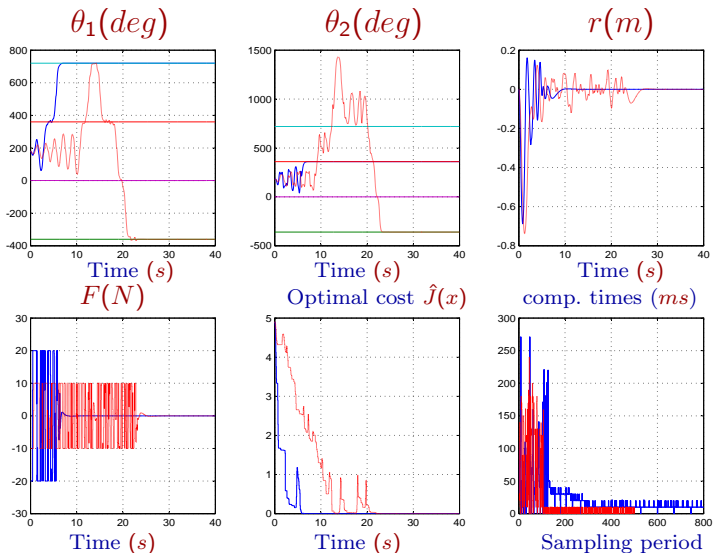 θ₁(deg)
θ₂(deg)
r(m)
800
600
400
200
0
-200
-400
0 10 20 30 40
Time (s)
1500
1000
500
0
-500
0 10 20 30 40
Time (s)
0.2
0
-0.2
-0.4
-0.6
-0.8
0 10 20 30 40
Time (s)
F(N)
Optimal cost Ĵ(x)
comp. times (ms)
30
20
10
0
-10
-20
-30
0 10 20 30 40
Time (s)
5
4
3
2
1
0
0 10 20 30 40
Time (s)
300
250
200
150
100
50
0
0 200 400 600 800
Sampling period